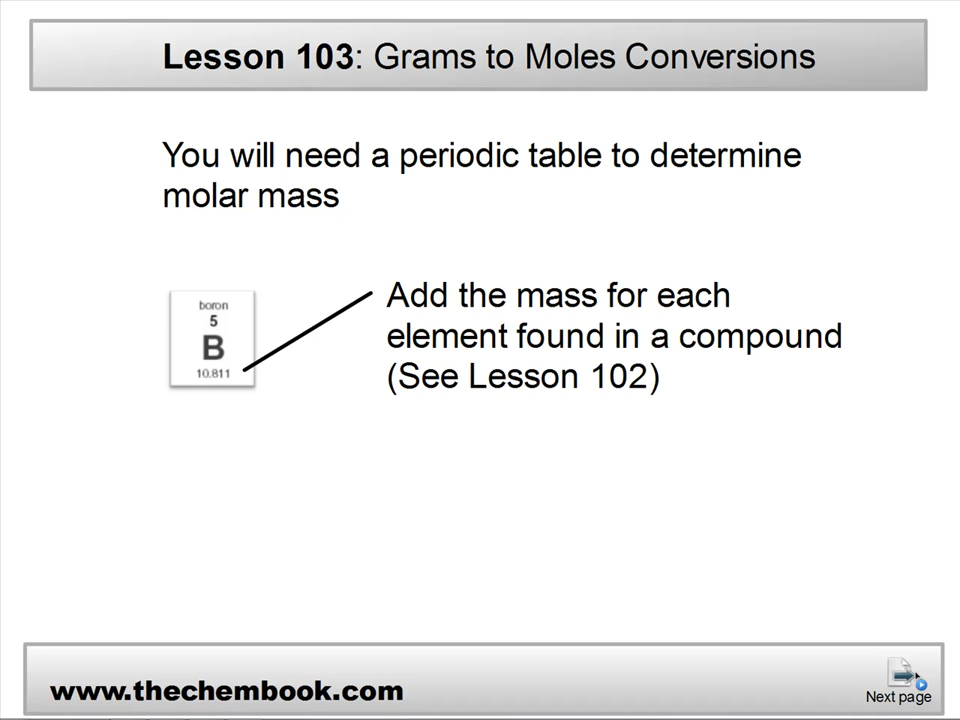 Lesson 103: Grams to Moles Conversions
You will need a periodic table to determine
molar mass
boron
5
B
10.811
Add the mass for each
element found in a compound
(See Lesson 102)
www.thechembook.com
Next page